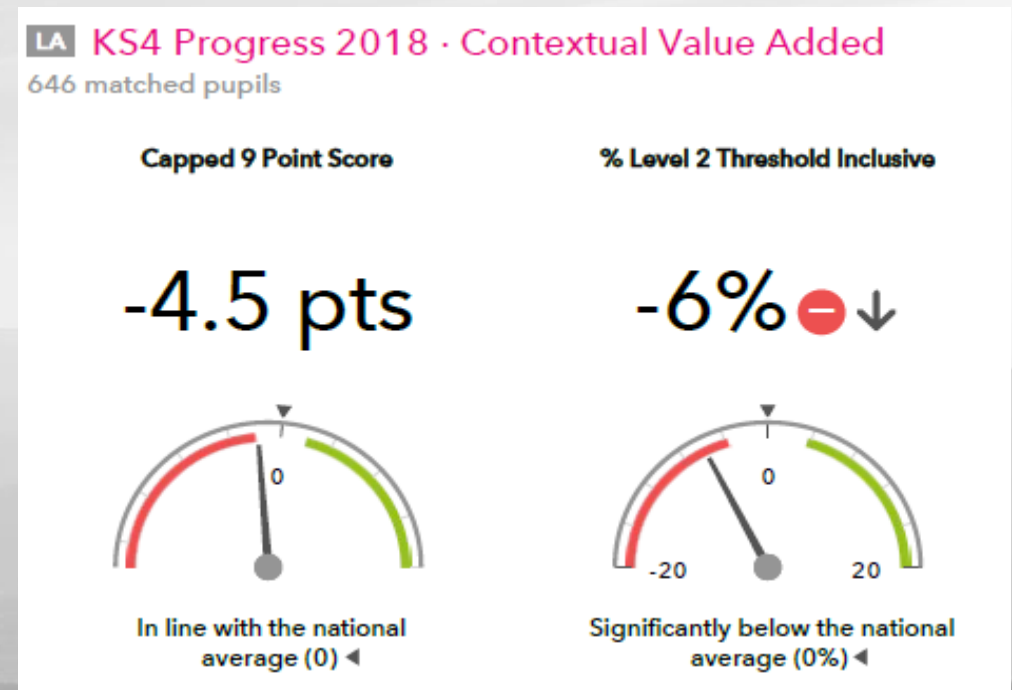 LA KS4 Progress 2018 · Contextual Value Added
646 matched pupils
Capped 9 Point Score
% Level 2 Threshold Inclusive
-4.5 pts
-6%
0
0
-20
20
In line with the national
average (0)
Significantly below the national
average (0%)